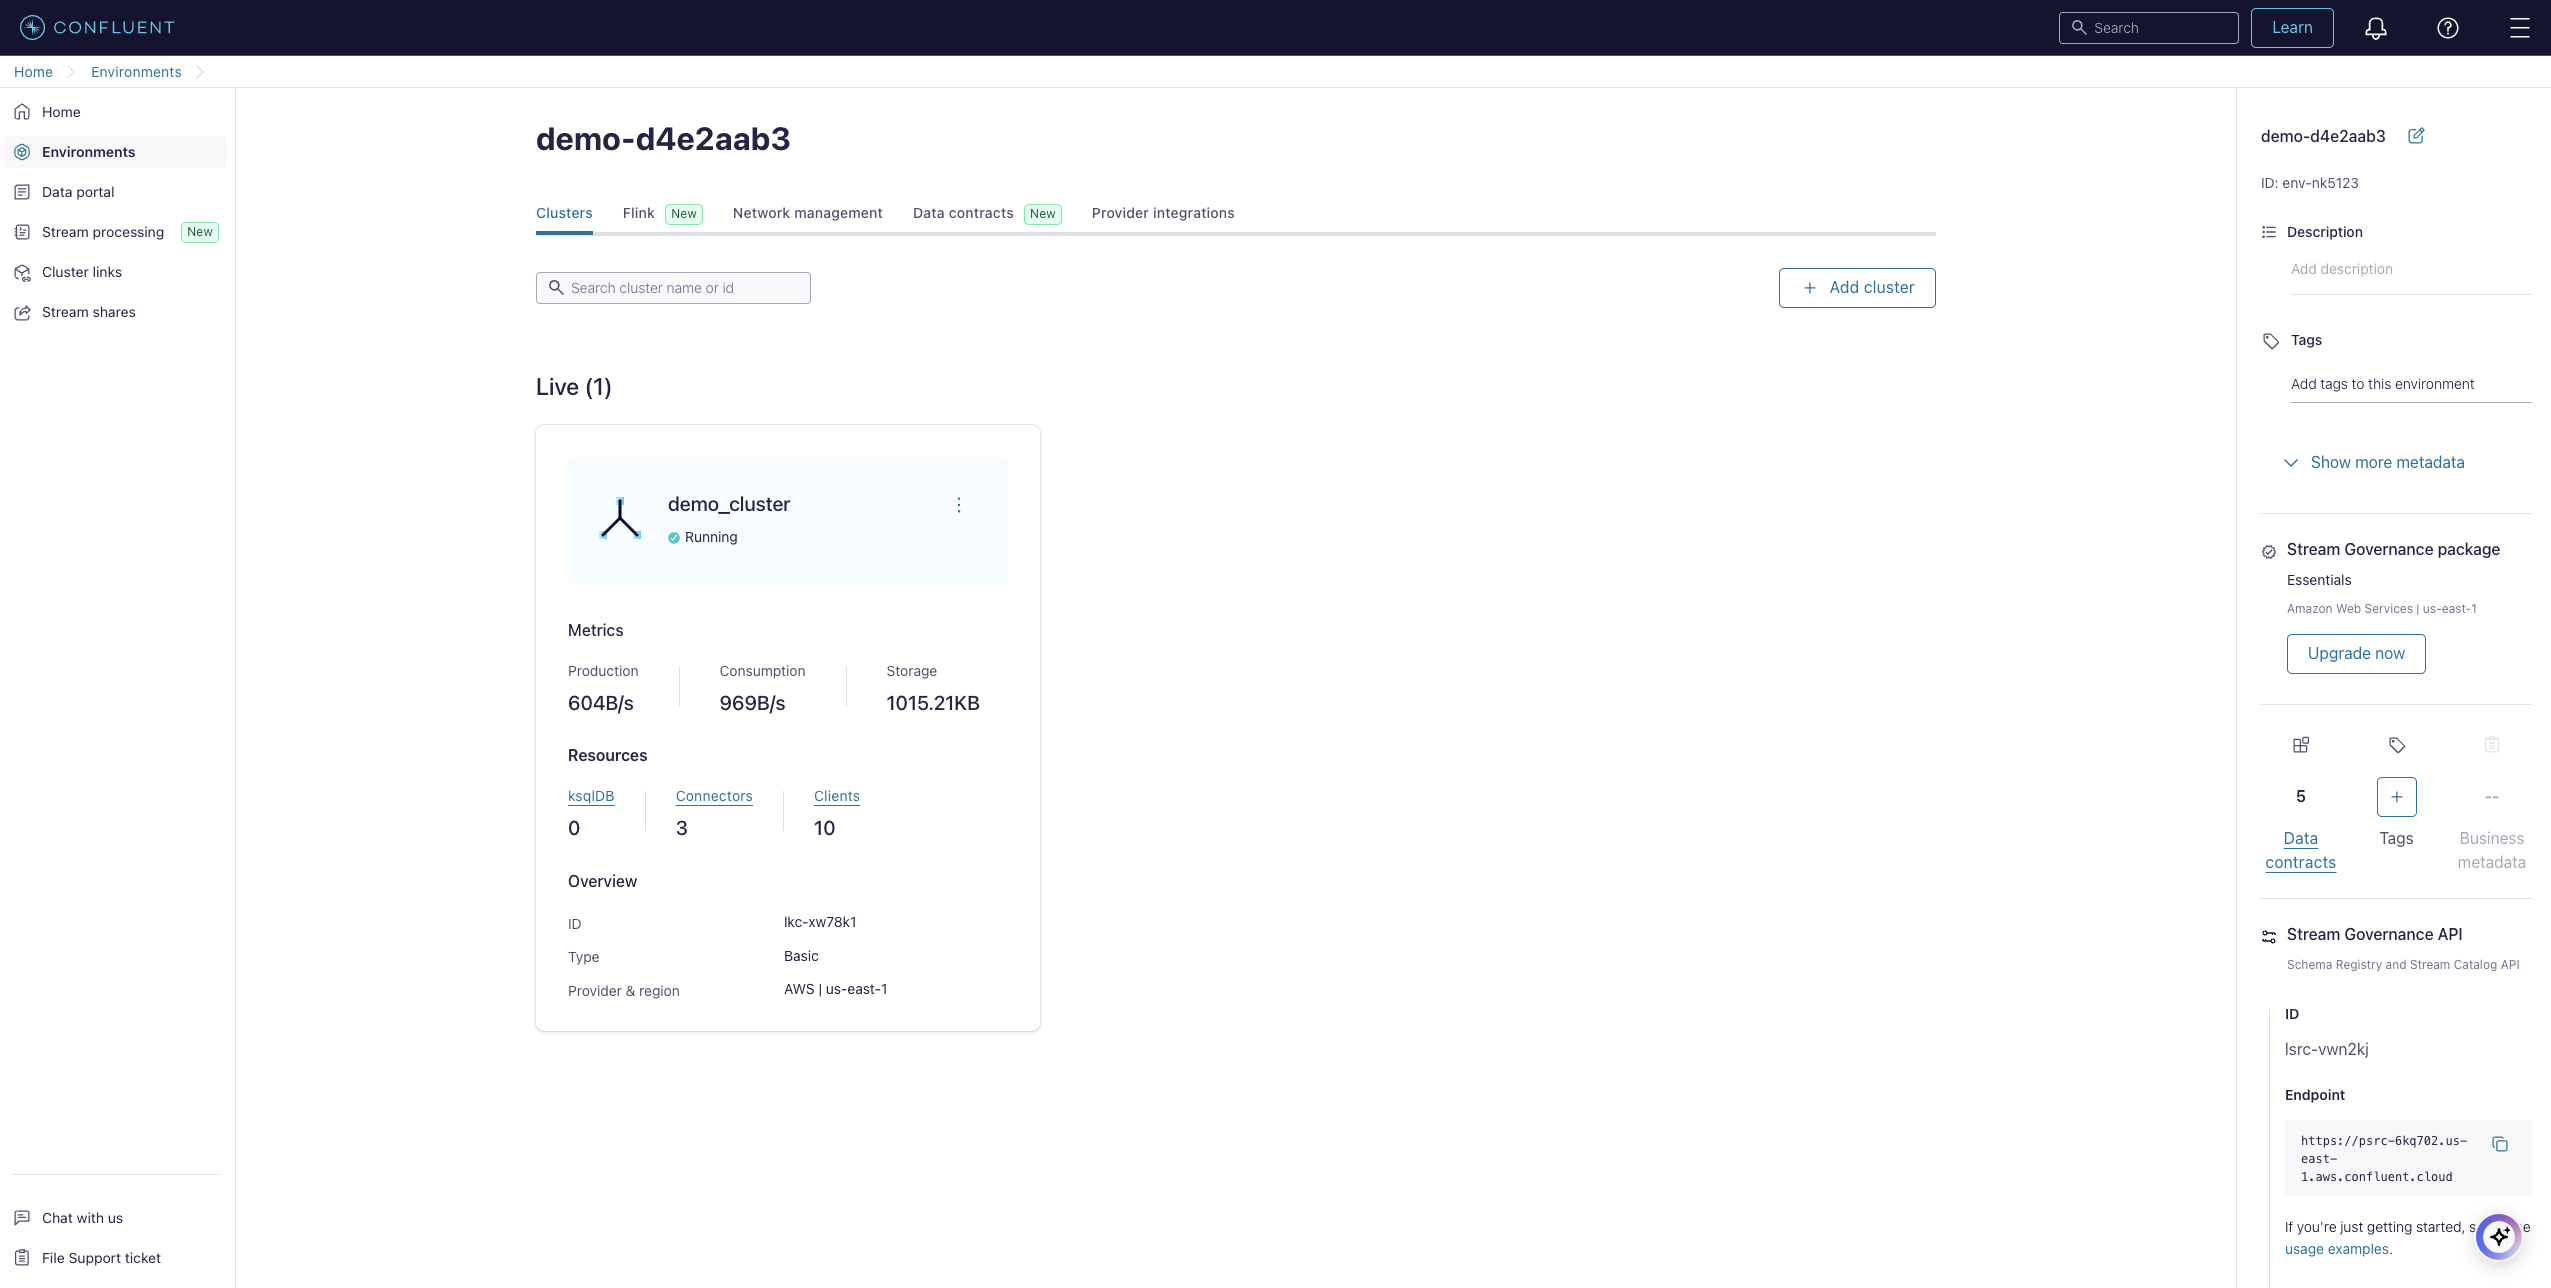 CONFLUENT
Search
Learn
Home
Environments
Home
Environments
Data portal
Stream processing New
Cluster links
Stream shares
Chat with us
File Support ticket
demo-d4e2aab3
Clusters
Flink New
Network management
Data contracts New
Provider integrations
Search cluster name or id
+ Add cluster
Live (1)
demo_cluster
Running
Metrics
Production
604B/s
Consumption
969B/s
Storage
1015.21KB
Resources
ksqlDB
0
Connectors
3
Clients
10
Overview
ID lkc-xw78k1
Type Basic
Provider & region AWS | us-east-1
demo-d4e2aab3
ID: env-nk5123
Description
Add description
Tags
Add tags to this environment
Show more metadata
Stream Governance package
Essentials
Amazon Web Services | us-east-1
Upgrade now
5
Data
contracts
+
Tags
--
Business
metadata
Stream Governance API
Schema Registry and Stream Catalog API
ID
lsrc-vwn2kj
Endpoint
https://psrc-6kq702.us-
east-
1.aws.confluent.cloud
If you're just getting started,
usage examples.